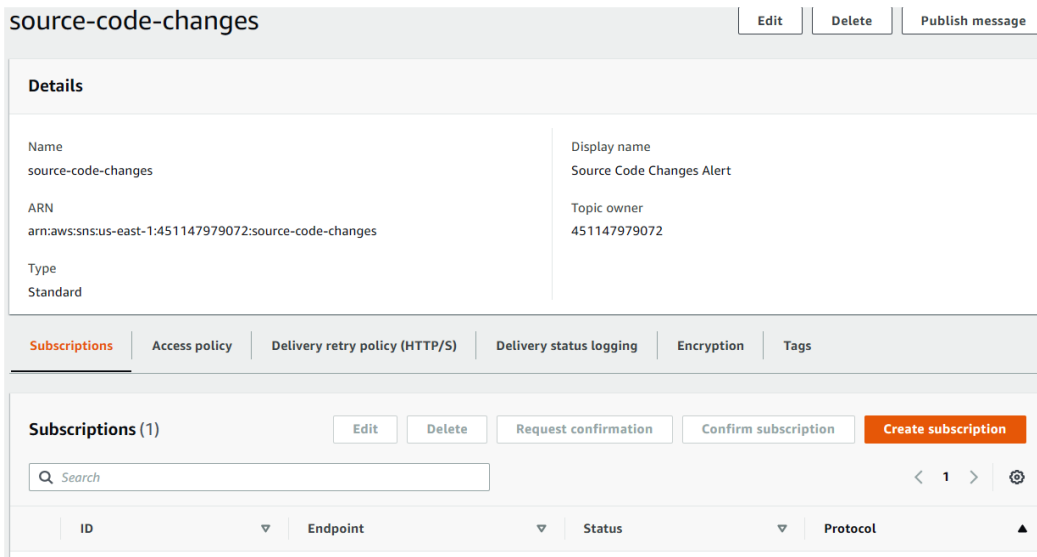 source-code-changes
Edit
Delete
Publish message
Details
Name
source-code-changes
Display name
Source Code Changes Alert
ARN
arn:aws:sns:us-east-1:451147979072:source-code-changes
Topic owner
451147979072
Type
Standard
Subscriptions
Access policy
Delivery retry policy (HTTP/S)
Delivery status logging
Encryption
Tags
Subscriptions (1)
Edit
Delete
Request confirmation
Confirm subscription
Create subscription
Search
1
ID
Endpoint
Status
Protocol